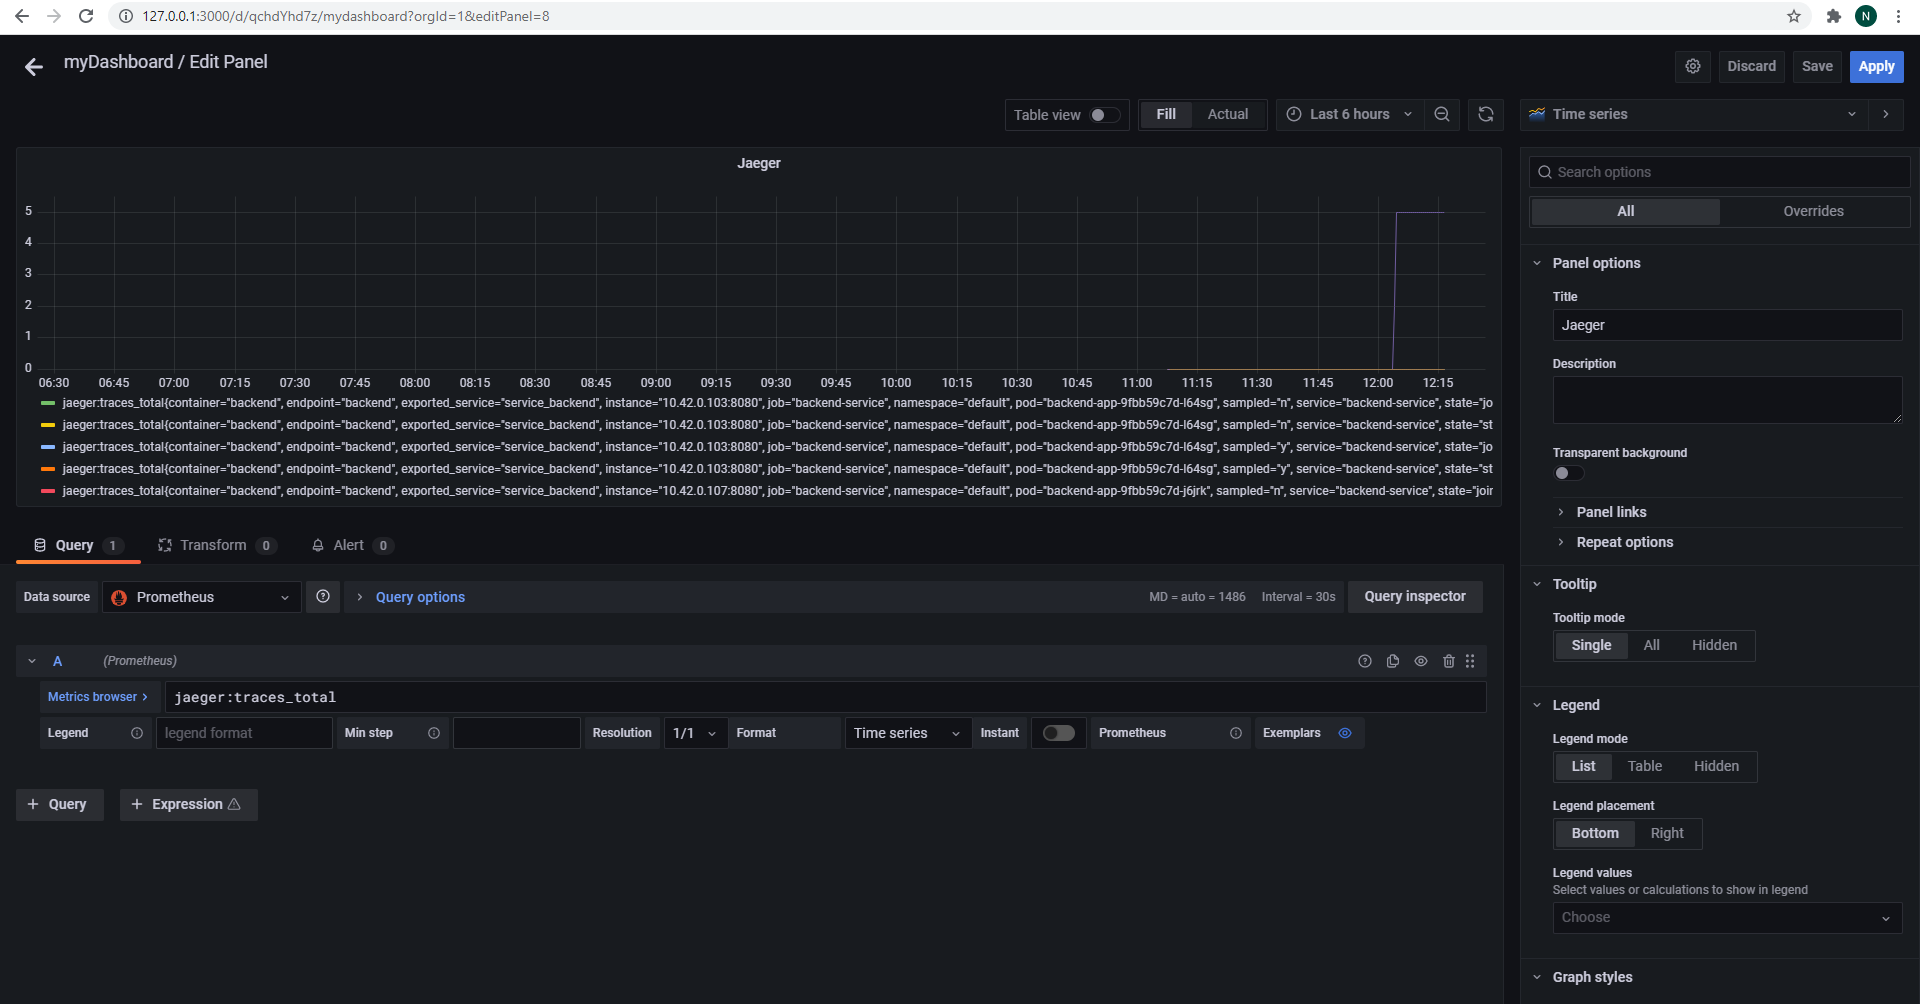 127.0.0.1:3000/d/qchdYhd7z/mydashboard?orgId=1&editPanel=8
N
myDashboard / Edit Panel
Discard Save Apply
Table view Fill Actual Last 6 hours Time series
Jaeger
Search options
All Overrides
5
4
3
2
1
0
06:30 06:45 07:00 07:15 07:30 07:45 08:00 08:15 08:30 08:45 09:00 09:15 09:30 09:45 10:00 10:15 10:30 10:45 11:00 11:15 11:30 11:45 12:00 12:15
jaeger:traces_total{container="backend", endpoint="backend", exported_service="service_backend", instance="10.42.0.103:8080", job="backend-service", namespace="default", pod="backend-app-9fbb59c7d-l64sg", sampled="n", service="backend-service", state="jo
jaeger:traces_total{container="backend", endpoint="backend", exported_service="service_backend", instance="10.42.0.103:8080", job="backend-service", namespace="default", pod="backend-app-9fbb59c7d-l64sg", sampled="n", service="backend-service", state="st
jaeger:traces_total{container="backend", endpoint="backend", exported_service="service_backend", instance="10.42.0.103:8080", job="backend-service", namespace="default", pod="backend-app-9fbb59c7d-l64sg", sampled="y", service="backend-service", state="jo
jaeger:traces_total{container="backend", endpoint="backend", exported_service="service_backend", instance="10.42.0.103:8080", job="backend-service", namespace="default", pod="backend-app-9fbb59c7d-l64sg", sampled="y", service="backend-service", state="st
jaeger:traces_total{container="backend", endpoint="backend", exported_service="service_backend", instance="10.42.0.107:8080", job="backend-service", namespace="default", pod="backend-app-9fbb59c7d-j6jrk", sampled="n", service="backend-service", state="join
Query 1 Transform 0 Alert 0
Data source Prometheus Query options MD = auto = 1486 Interval = 30s Query inspector
A (Prometheus)
Metrics browser > jaeger:traces_total
Legend legend format Min step Resolution 1/1 Format Time series Instant Prometheus Exemplars
+ Query + Expression
Panel options
Title
Jaeger
Description
Transparent background
Panel links
Repeat options
Tooltip
Tooltip mode
Single All Hidden
Legend
Legend mode
List Table Hidden
Legend placement
Bottom Right
Legend values
Select values or calculations to show in legend
Choose
Graph styles